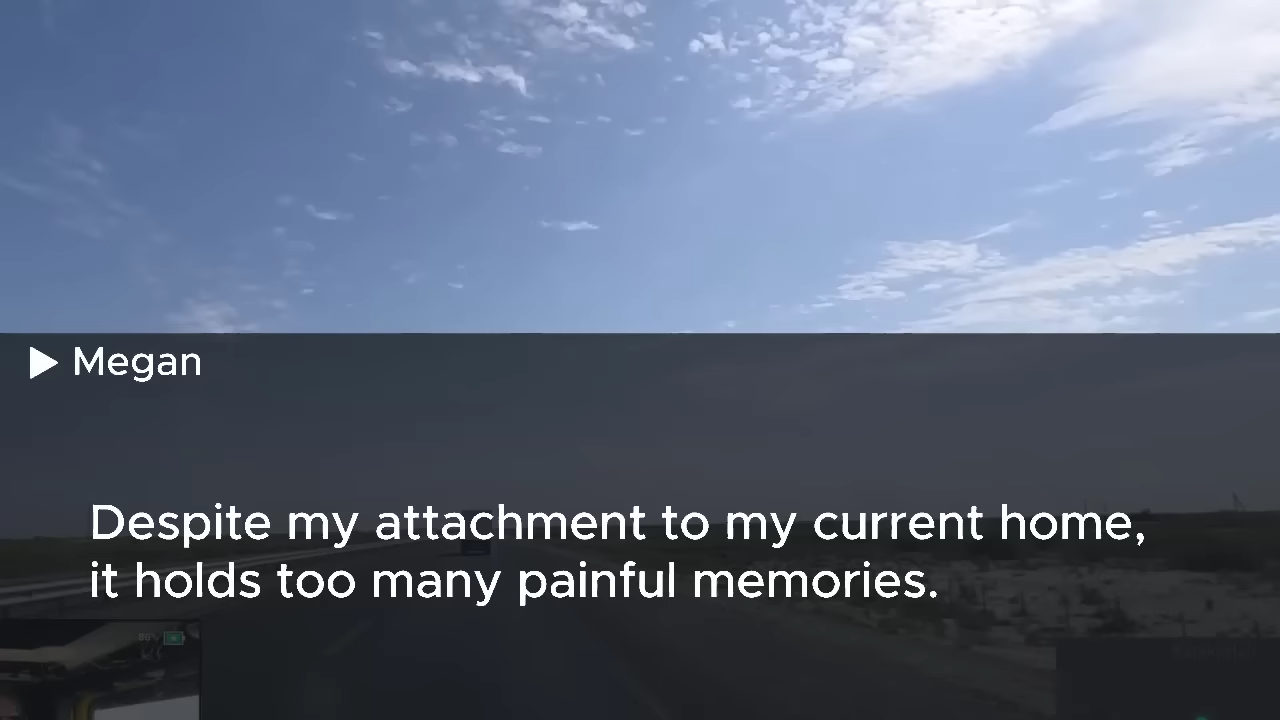 Megan
Despite my attachment to my current home,
it holds too many painful memories.